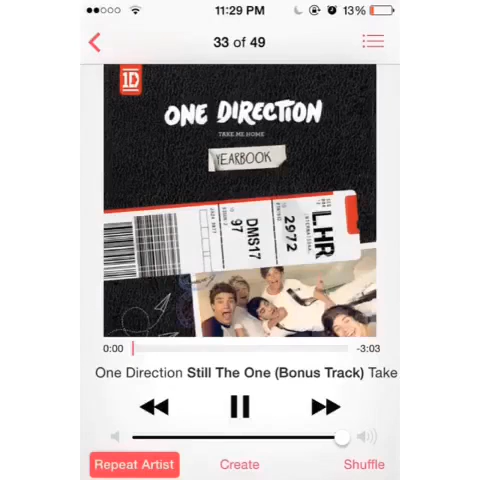 11:29 PM
13%
33 of 49
1D
ONE DIRECTION
TAKE ME HOME
YEARBOOK
LHR
INTERNATIONAL
2972
DMS17
97
0:00
-3:03
One Direction Still The One (Bonus Track) Take
Repeat Artist
Create
Shuffle